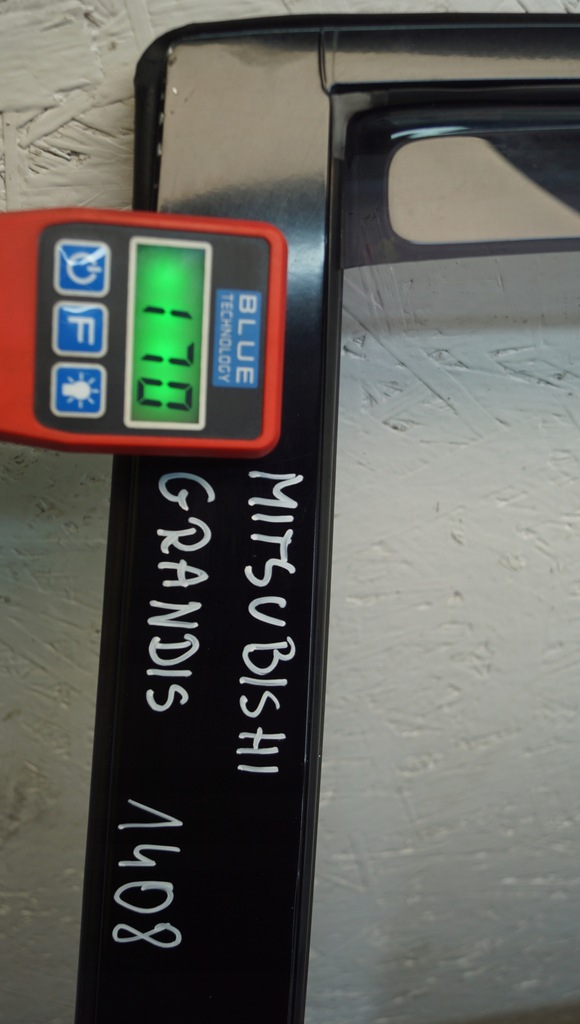 BLUE
TECHNOLOGY
170
F
MITSUBISHI
GRANDIS 1408